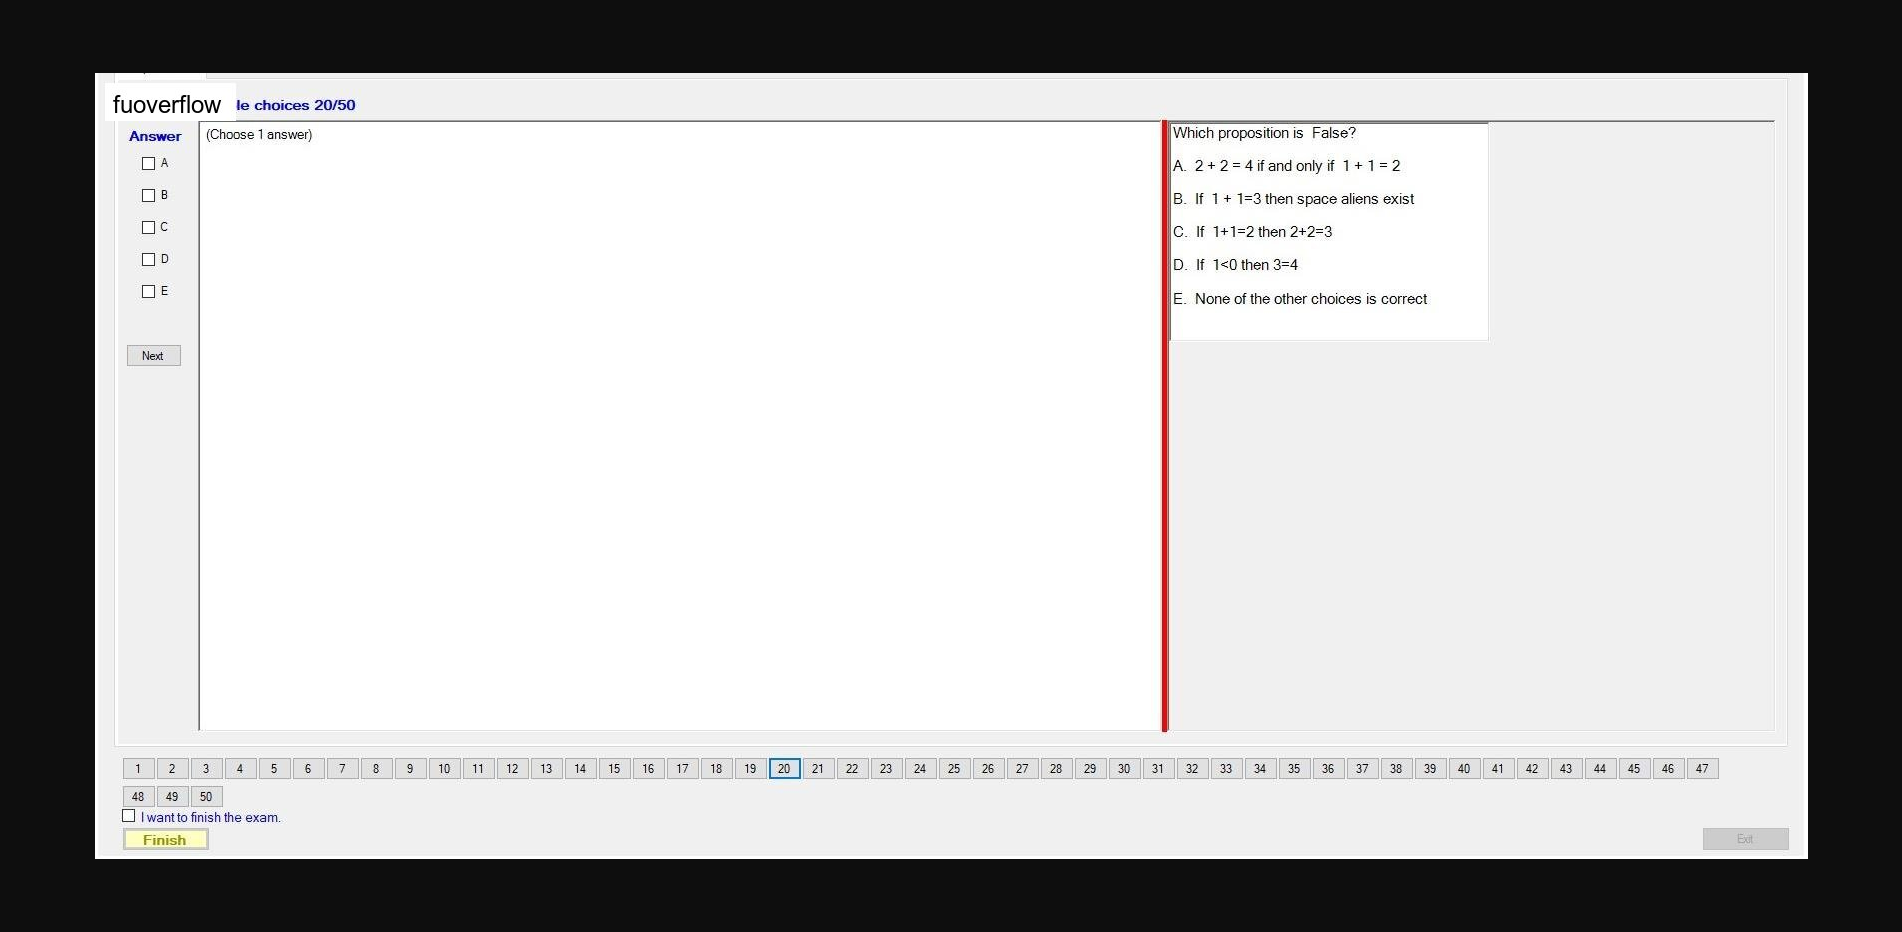 fuoverflow
le choices 20/50
Answer
(Choose 1 answer)
A
B
C
D
E
Next
Which proposition is False?
A. 2 + 2 = 4 if and only if 1 + 1 = 2
B. If 1 + 1=3 then space aliens exist
C. If 1+1=2 then 2+2=3
D. If 1<0 then 3=4
E. None of the other choices is correct
1 2 3 4 5 6 7 8 9 10 11 12 13 14 15 16 17 18 19 20 21 22 23 24 25 26 27 28 29 30 31 32 33 34 35 36 37 38 39 40 41 42 43 44 45 46 47
48 49 50
I want to finish the exam.
Finish
Exit